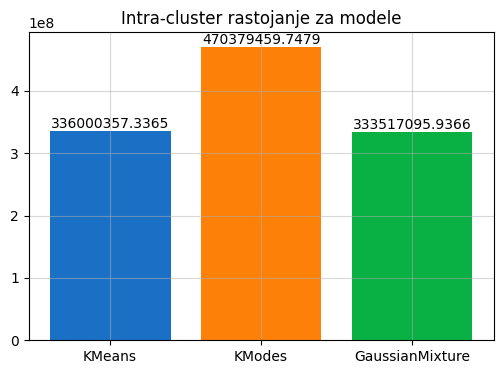 Intra-cluster rastojanje za modele
1e8
470379459.7479
336000357.3365
333517095.9366
4
3
2
1
0
KMeans
KModes
GaussianMixture